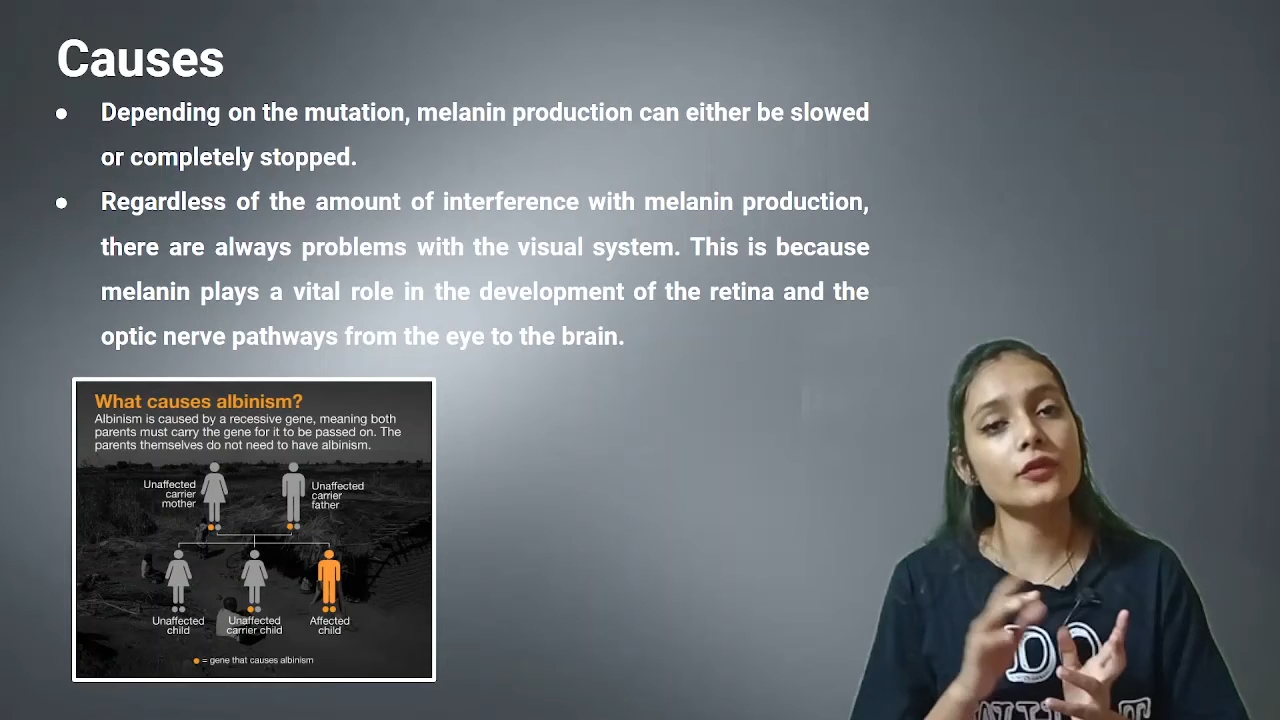 Causes
● Depending on the mutation, melanin production can either be slowed
or completely stopped.
● Regardless of the amount of interference with melanin production,
there are always problems with the visual system. This is because
melanin plays a vital role in the development of the retina and the
optic nerve pathways from the eye to the brain.
What causes albinism?
Albinism is caused by a recessive gene, meaning both
parents must carry the gene for it to be passed on. The
parents themselves do not need to have albinism.
Unaffected
carrier
mother
Unaffected
carrier
father
Unaffected
child
Unaffected
carrier child
Affected
child
= gene that causes albinism